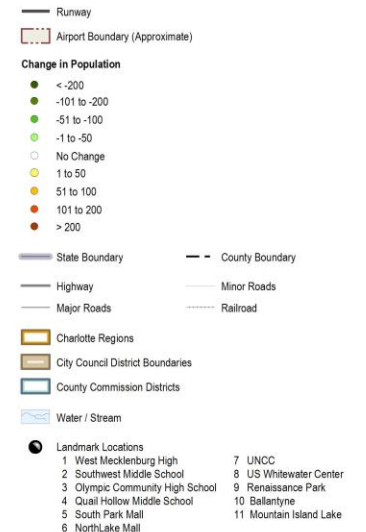 Runway
Airport Boundary (Approximate)
Change in Population
< -200
-101 to -200
-51 to -100
-1 to -50
No Change
1 to 50
51 to 100
101 to 200
> 200
State Boundary
County Boundary
Highway
Minor Roads
Major Roads
Railroad
Charlotte Regions
City Council District Boundaries
County Commission Districts
Water / Stream
Landmark Locations
1 West Mecklenburg High
2 Southwest Middle School
3 Olympic Community High School
4 Quail Hollow Middle School
5 South Park Mall
6 NorthLake Mall
7 UNCC
8 US Whitewater Center
9 Renaissance Park
10 Ballantyne
11 Mountain Island Lake